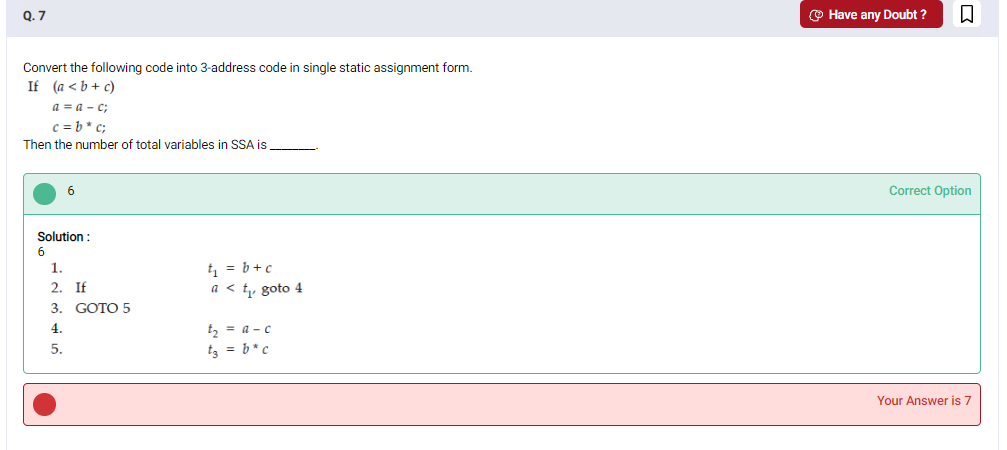 Q. 7
Have any Doubt ?
Convert the following code into 3-address code in single static assignment form.
If (a < b + c)
a = a – c;
c = b * c;
Then the number of total variables in SSA is ________.
6
Correct Option
Solution :
6
1. t₁ = b + c
2. If a < t₁, goto 4
3. GOTO 5
4. t₂ = a – c
5. t₃ = b * c
Your Answer is 7